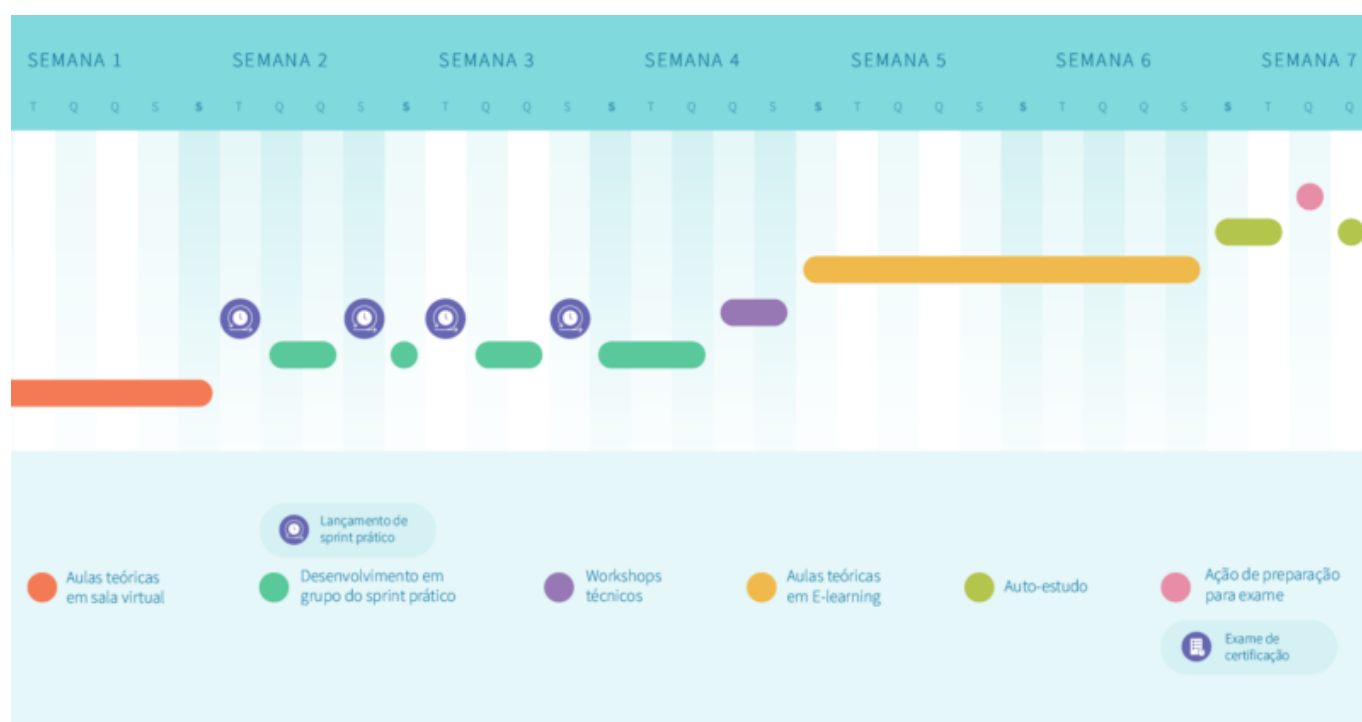 SEMANA 1 SEMANA 2 SEMANA 3 SEMANA 4 SEMANA 5 SEMANA 6 SEMANA 7
T Q Q S S T Q Q S S T Q Q S S T Q Q S S T Q Q S S T Q Q S S T Q Q
Lançamento de
sprint prático
Aulas teóricas
em sala virtual
Desenvolvimento em
grupo do sprint prático
Workshops
técnicos
Aulas teóricas
em E-learning
Auto-estudo
Ação de preparação
para exame
Exame de
certificação